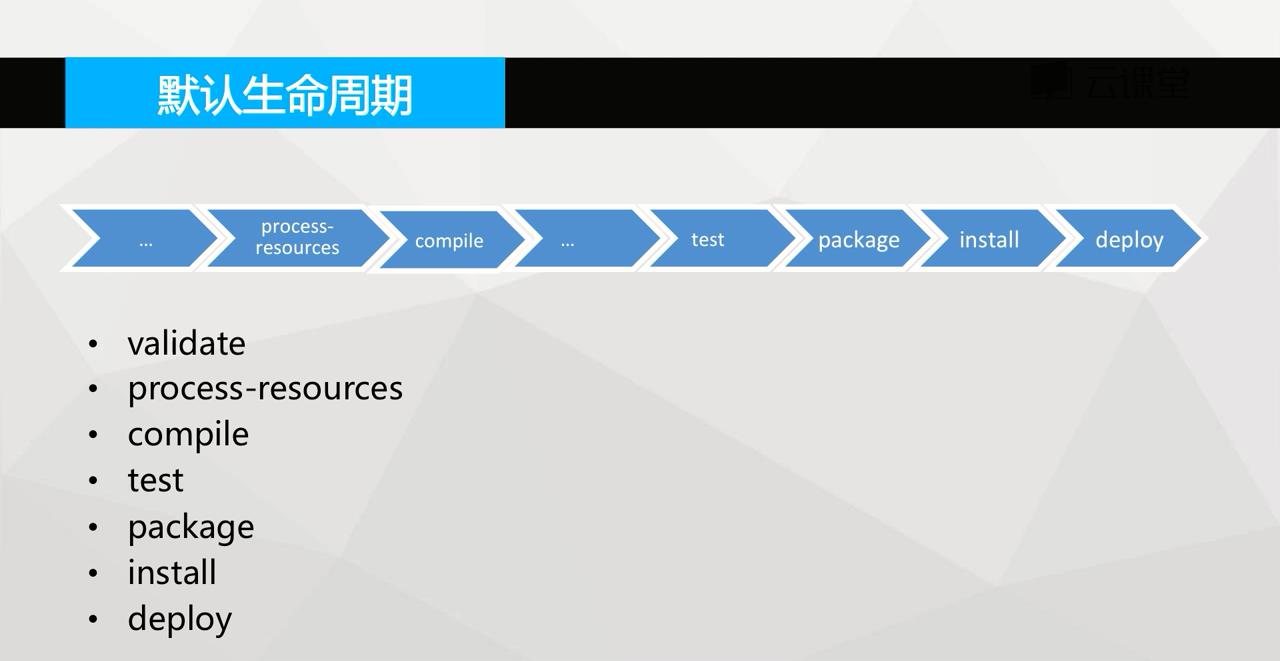 默认生命周期
云课堂
...
process-
resources
compile
...
test
package
install
deploy
• validate
• process-resources
• compile
• test
• package
• install
• deploy